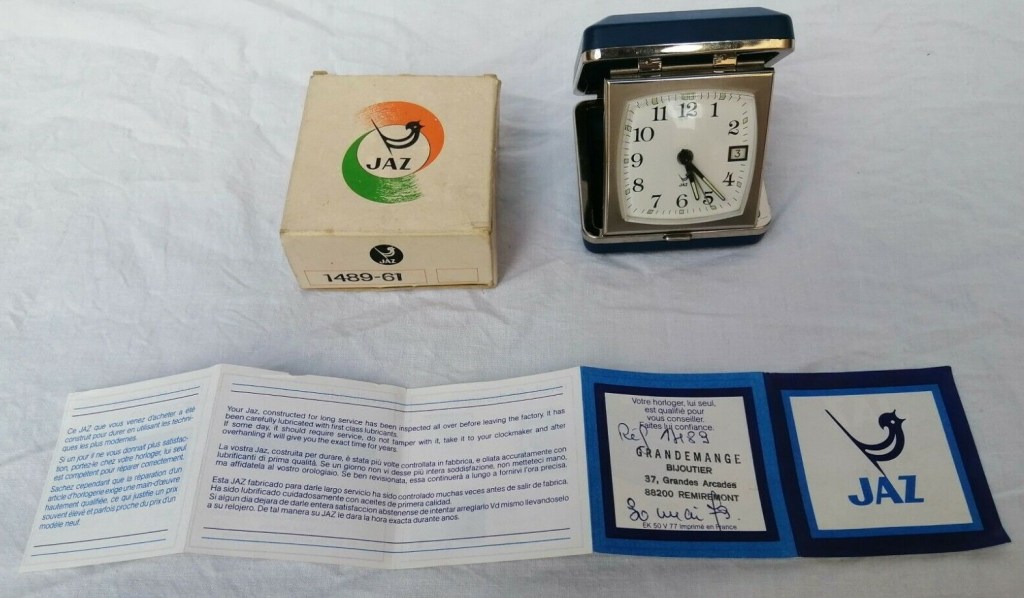 JAZ
JAZ
1489-61
12
1
2
3
4
5
6
7
8
9
10
11
Ce JAZ que vous venez d'acheter a été
construit pour durer en utilisant les techni-
ques les plus modernes.
Si un jour il ne vous donnait plus satisfac-
tion, portez-le chez votre horloger, lui seul,
est compétent pour réparer correctement.
Sachez cependant que la réparation d'un
article d'horlogerie exige une main-d'œuvre
hautement qualifiée, ce qui justifie un prix
souvent élevé et parfois proche du prix d'un
modèle neuf.
Your Jaz, constructed for long service has been inspected all over before leaving the factory, it has
been carefully lubricated with first class lubricants.
If some day, it should require service, do not tamper with it, take it to your clockmaker and after
overhanling it will give you the exact time for years.
La vostra Jaz, costruita per durare, è stata più volte controllata in fabbrica, e oliata accuratamente con
lubrificanti di prima qualità. Se un giorno non vi desse più intera soddisfazione, non metteteci mano,
ma affidatela al vostro orologiaio. Se ben revisionata, essa continuerà a lungo a fornirvi l'ora precisa.
Esta JAZ fabricado para darle largo servicio ha sido controlado muchas veces antes de salir de fabrica.
Ha sido lubrificado cuidadosamente con aceites de primera calidad.
Si algun dia dejara de darle entera satisfaccion abstenense de intentar arreglarlo Vd mismo llevandoselo
a su relojero. De tal manera su JAZ le dara la hora exacta durante anos.
Votre horloger, lui seul,
est qualifié pour
vous conseiller.
Faites lui confiance.
Réf 1489
GRANDEMANGE
BIJOUTIER
37, Grandes Arcades
88200 REMIREMONT
30 mai 79
EK 50 V 77 Imprimé en France
JAZ